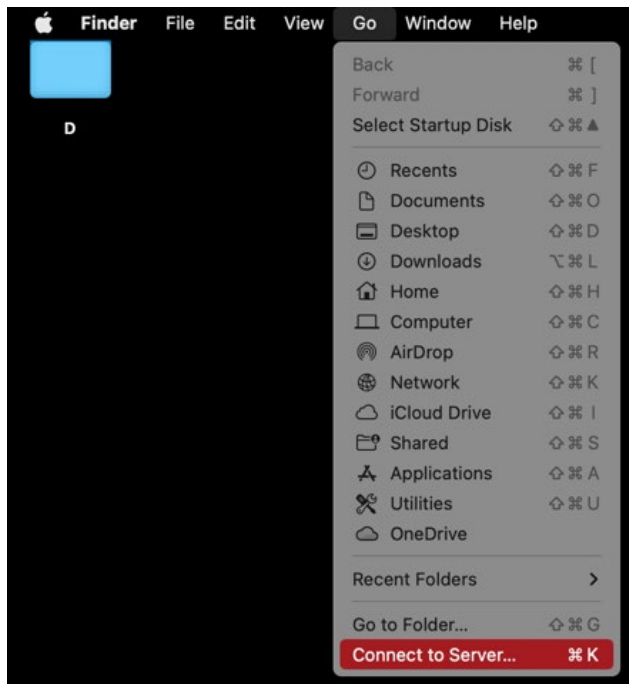 Finder File Edit View Go Window Help
D
Back ⌘ [
Forward ⌘ ]
Select Startup Disk ⇧ ⌘ ▲
Recents ⇧ ⌘ F
Documents ⇧ ⌘ O
Desktop ⇧ ⌘ D
Downloads ⌥ ⌘ L
Home ⇧ ⌘ H
Computer ⇧ ⌘ C
AirDrop ⇧ ⌘ R
Network ⇧ ⌘ K
iCloud Drive ⇧ ⌘ I
Shared ⇧ ⌘ S
Applications ⇧ ⌘ A
Utilities ⇧ ⌘ U
OneDrive
Recent Folders >
Go to Folder... ⇧ ⌘ G
Connect to Server... ⌘ K